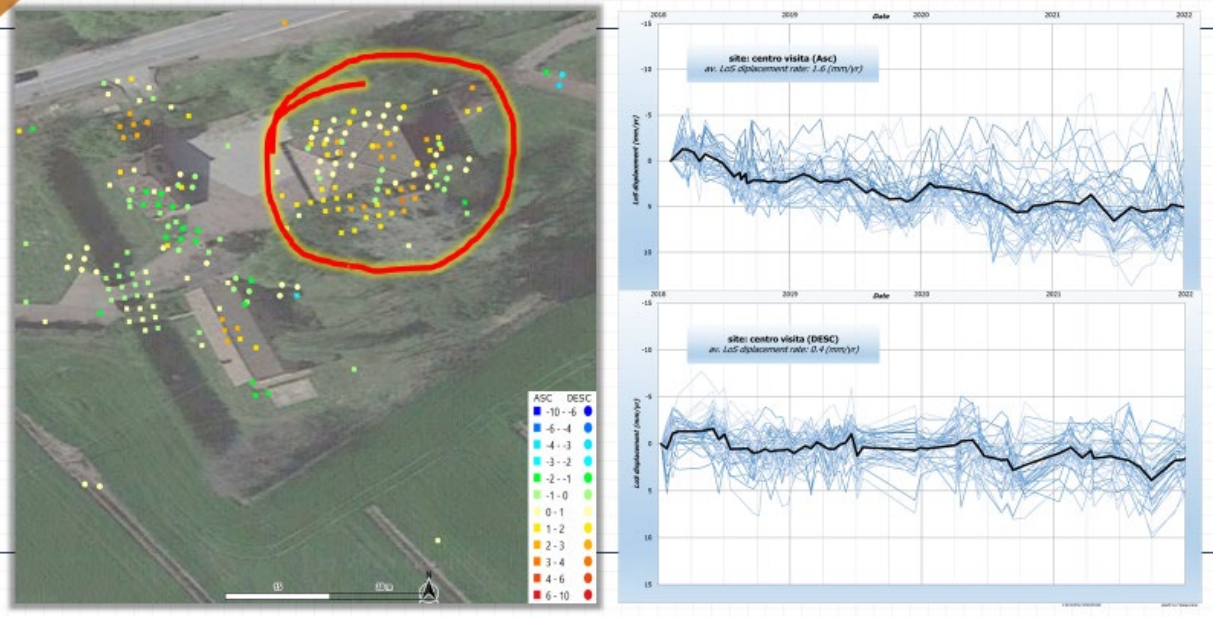 ASC DESC
-10 - -6
-6 - -4
-4 - -3
-3 - -2
-2 - -1
-1 - 0
0 - 1
1 - 2
2 - 3
3 - 4
4 - 6
6 - 10
15 30 m
2018 2019 2020 2021 2022
Date
-15
-10
-5
0
5
10
LoS displacement (mm/yr)
site: centro visita (Asc)
av. LoS diplacement rate: 1.6 (mm/yr)
2018 2019 2020 2021 2022
Date
-15
-10
-5
0
5
10
15
LoS displacement (mm/yr)
site: centro visita (DESC)
av. LoS diplacement rate: 0.4 (mm/yr)